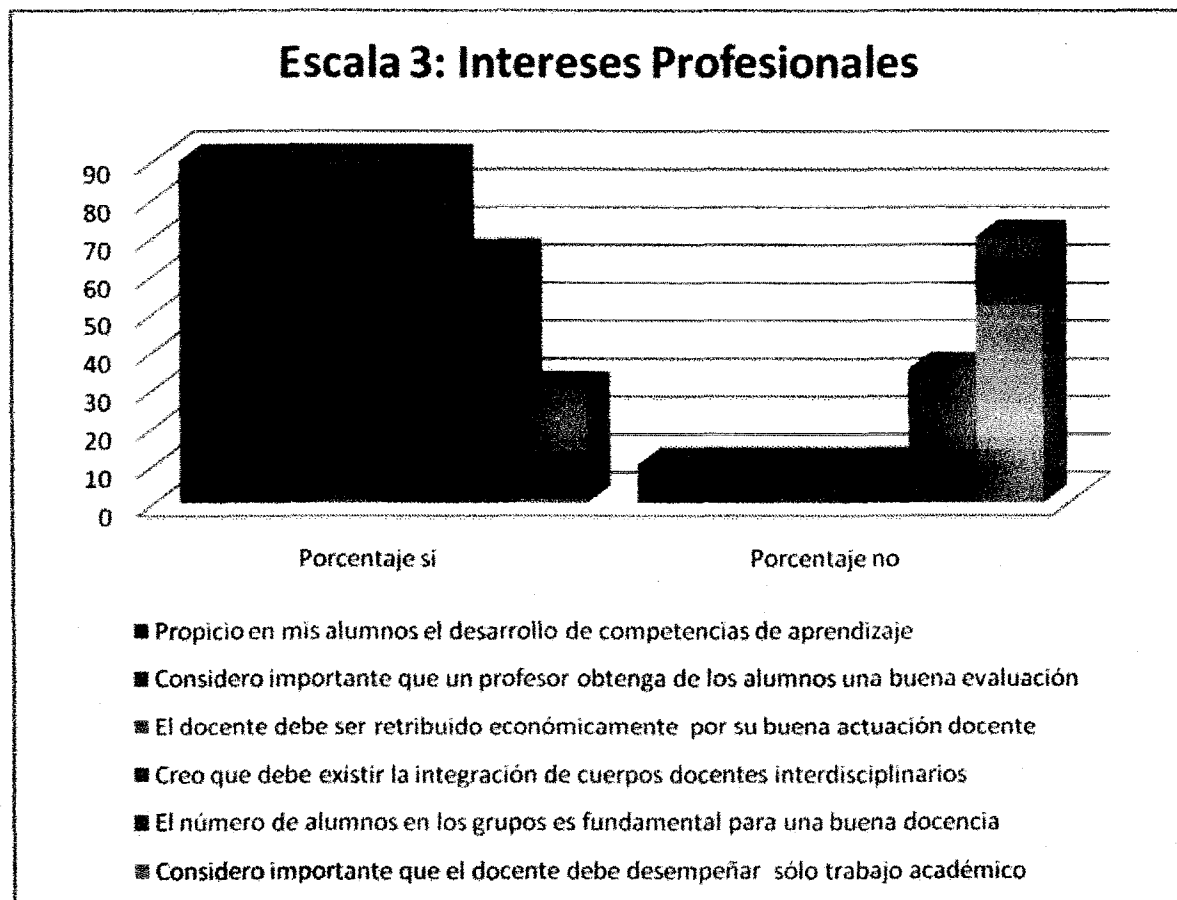 Escala 3: Intereses Profesionales
90
80
70
60
50
40
30
20
10
0
Porcentaje si
Porcentaje no
Propicio en mis alumnos el desarrollo de competencias de aprendizaje
Considero importante que un profesor obtenga de los alumnos una buena evaluación
El docente debe ser retribuido económicamente por su buena actuación docente
Creo que debe existir la integración de cuerpos docentes interdisciplinarios
El número de alumnos en los grupos es fundamental para una buena docencia
Considero importante que el docente debe desempeñar sólo trabajo académico